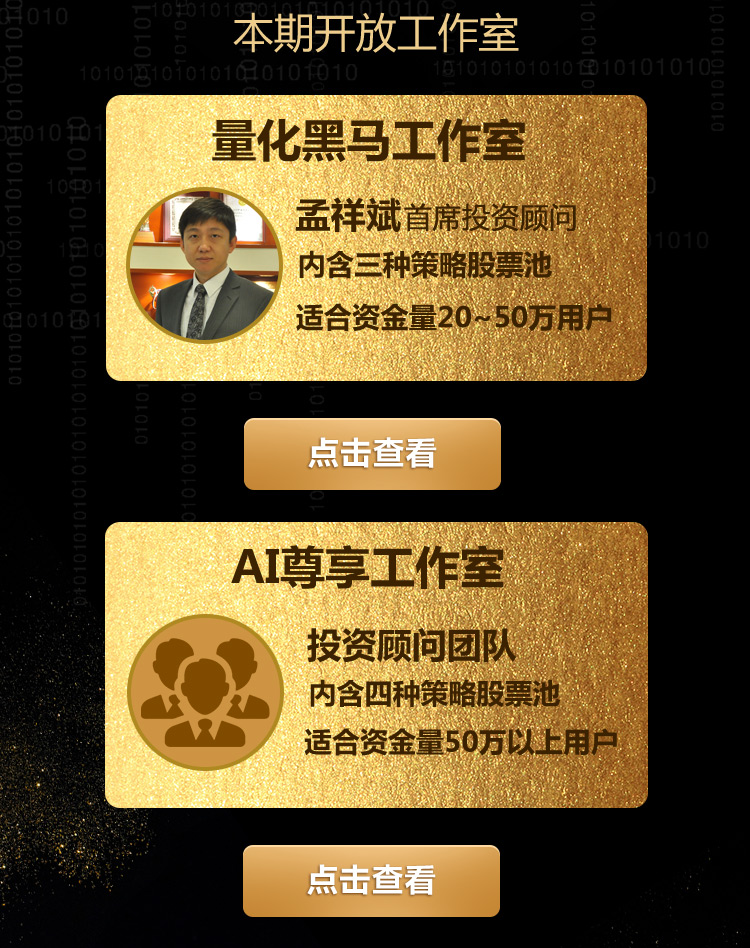 本期开放工作室
量化黑马工作室
孟祥斌首席投资顾问
内含三种策略股票池
适合资金量20~50万用户
点击查看
AI尊享工作室
投资顾问团队
内含四种策略股票池
适合资金量50万以上用户
点击查看